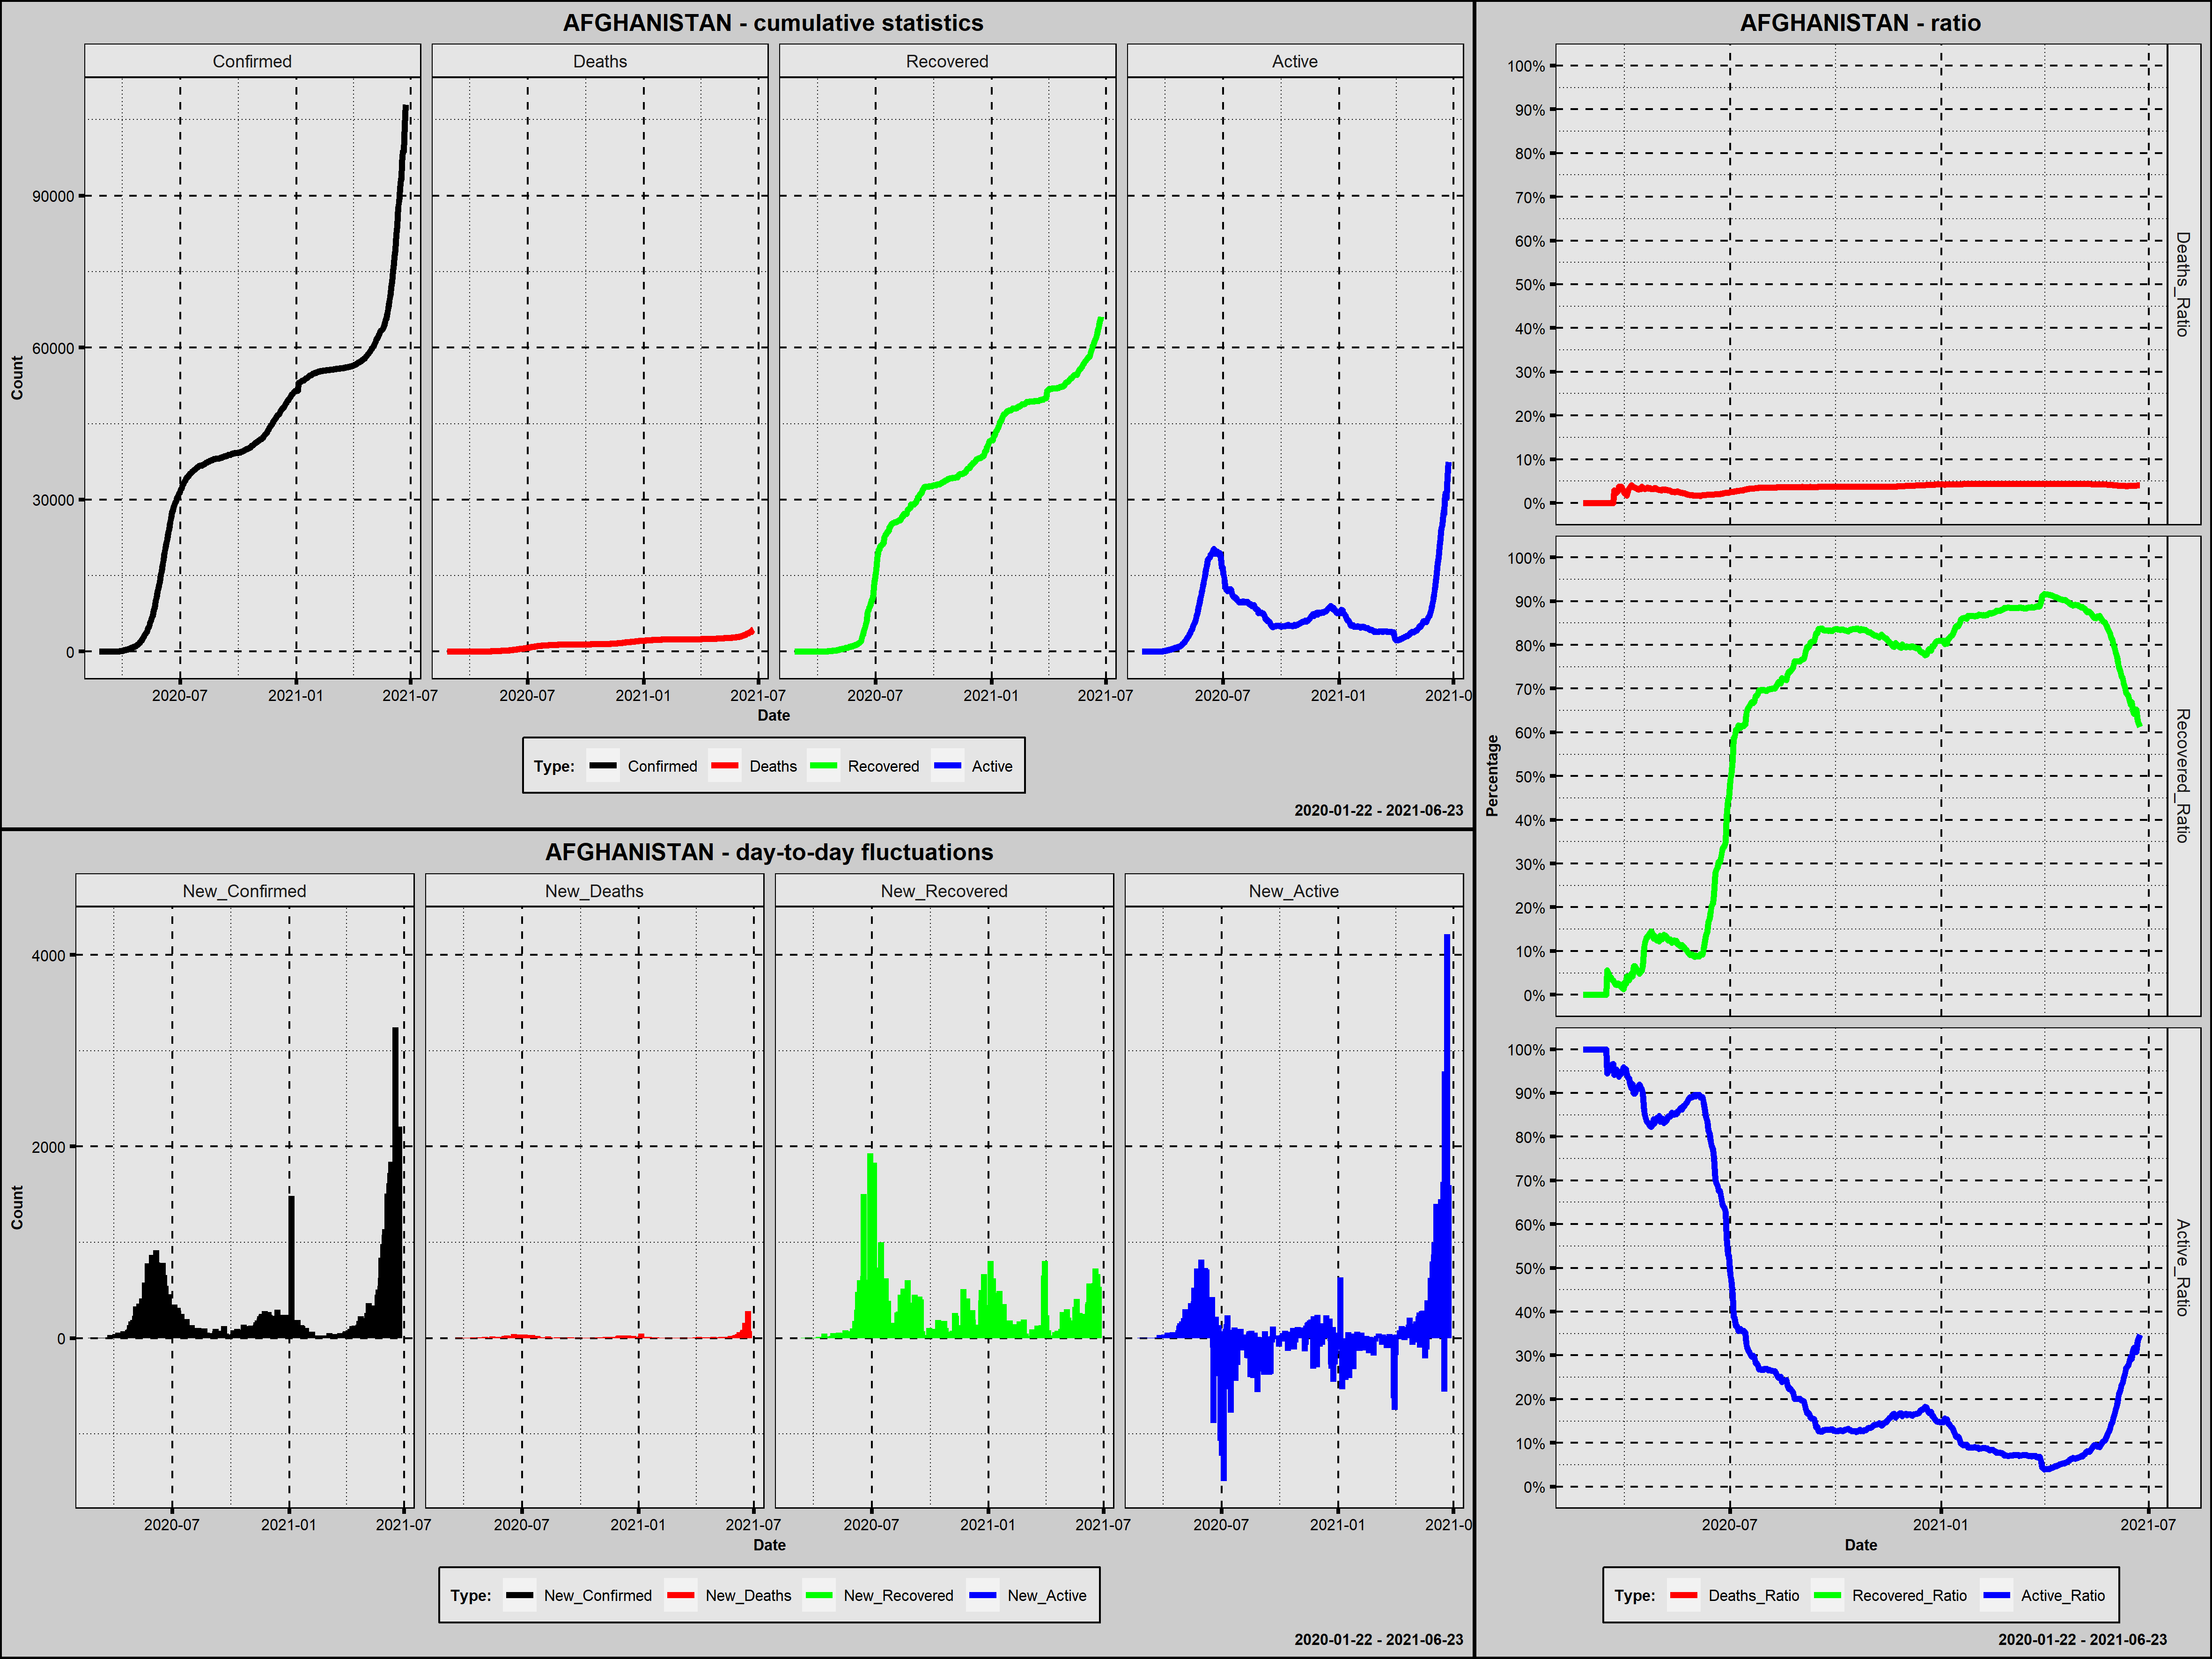 AFGHANISTAN - cumulative statistics
Confirmed Deaths Recovered Active
90000
60000
30000
0
Count
2020-07 2021-01 2021-07 2020-07 2021-01 2021-07 2020-07 2021-01 2021-07 2020-07 2021-01 2021-0
Date
Type: Confirmed Deaths Recovered Active
2020-01-22 - 2021-06-23
AFGHANISTAN - day-to-day fluctuations
New_Confirmed New_Deaths New_Recovered New_Active
4000
2000
0
Count
2020-07 2021-01 2021-07 2020-07 2021-01 2021-07 2020-07 2021-01 2021-07 2020-07 2021-01 2021-0
Date
Type: New_Confirmed New_Deaths New_Recovered New_Active
2020-01-22 - 2021-06-23
AFGHANISTAN - ratio
100%
90%
80%
70%
60%
50%
40%
30%
20%
10%
0%
Deaths_Ratio
100%
90%
80%
70%
60%
50%
40%
30%
20%
10%
0%
Recovered_Ratio
Percentage
100%
90%
80%
70%
60%
50%
40%
30%
20%
10%
0%
Active_Ratio
2020-07 2021-01 2021-07
Date
Type: Deaths_Ratio Recovered_Ratio Active_Ratio
2020-01-22 - 2021-06-23